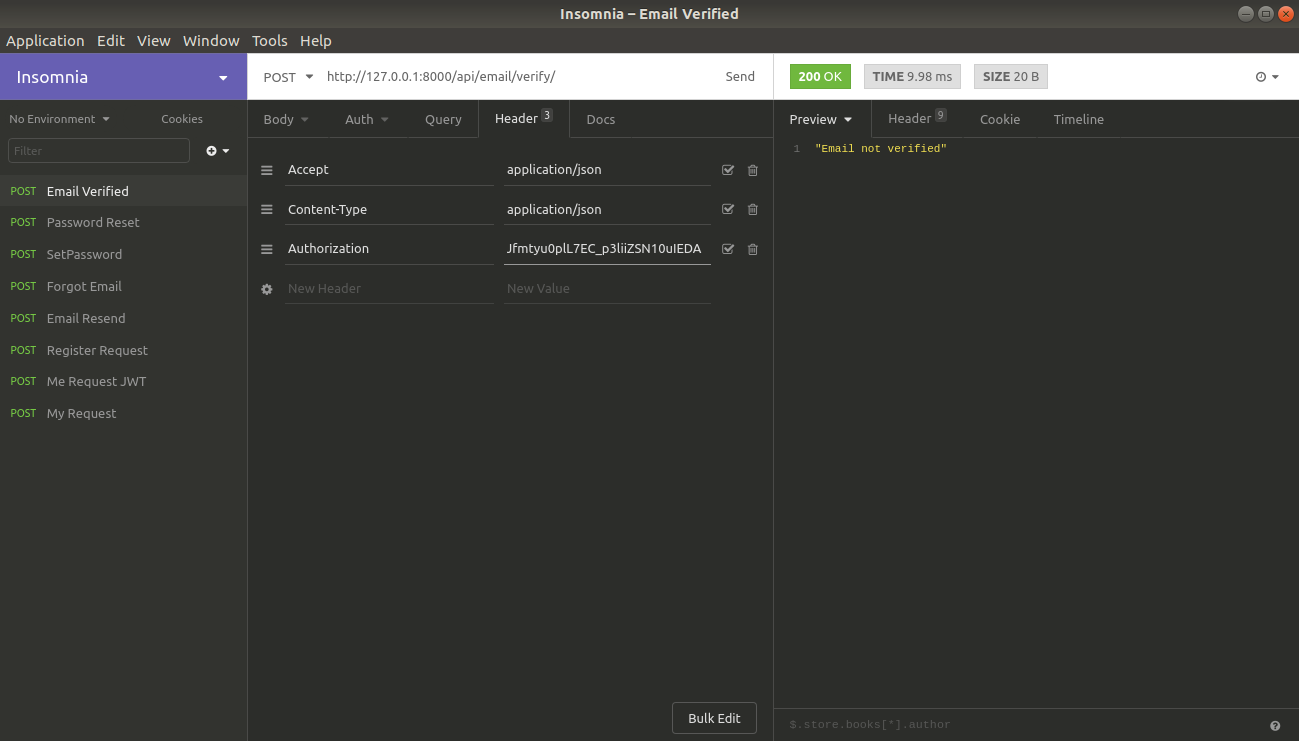 Insomnia – Email Verified
Application Edit View Window Tools Help
Insomnia
POST http://127.0.0.1:8000/api/email/verify/ Send
200 OK TIME 9.98 ms SIZE 20 B
No Environment Cookies
Body Auth Query Header 3 Docs
Preview Header 9 Cookie Timeline
Filter
POST Email Verified
POST Password Reset
POST SetPassword
POST Forgot Email
POST Email Resend
POST Register Request
POST Me Request JWT
POST My Request
Accept application/json
Content-Type application/json
Authorization Jfmtyu0plL7EC_p3liiZSN10uIEDA
New Header New Value
Bulk Edit
1 "Email not verified"
$.store.books[*].author